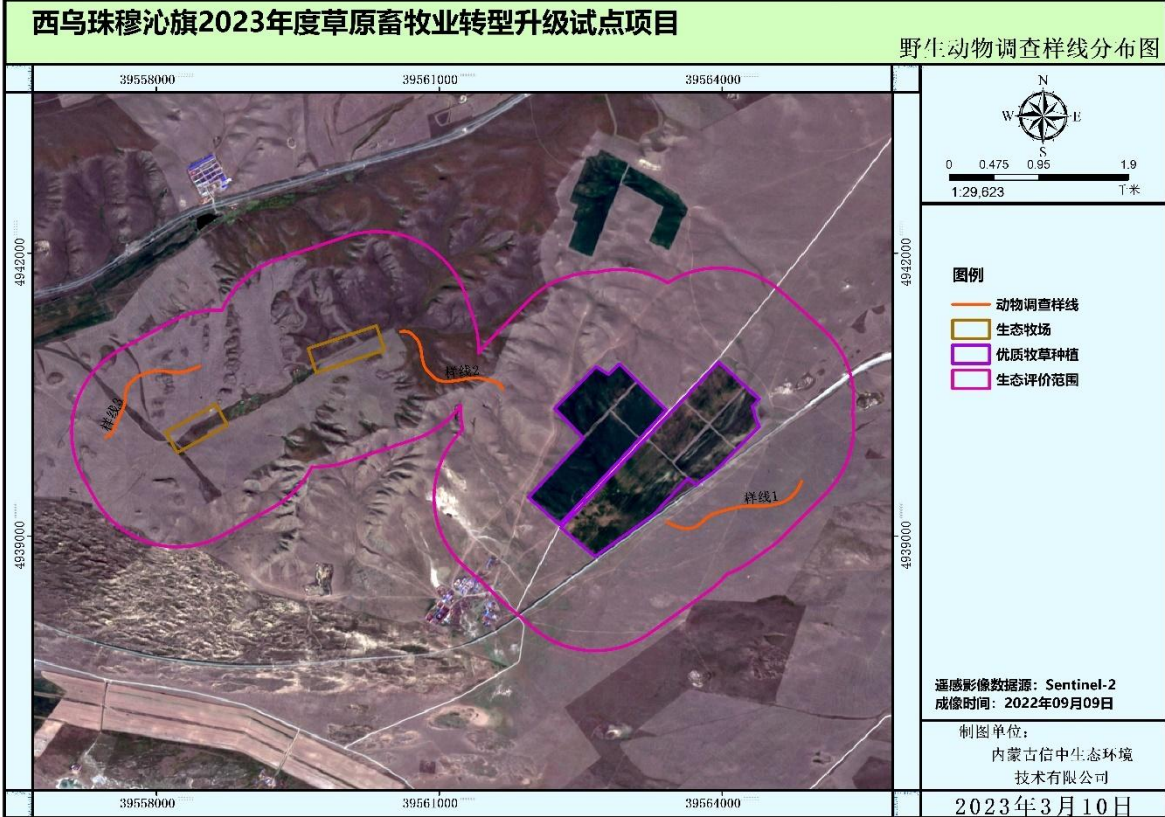 西乌珠穆沁旗2023年度草原畜牧业转型升级试点项目
野生动物调查样线分布图
39558000
39561000
39564000
N
W
E
S
0 0.475 0.95 1.9
1:29,623
千米
4942000
4942000
图例
动物调查样线
生态牧场
优质牧草种植
生态评价范围
样线2
样线3
样线1
4939000
4939000
遥感影像数据源：Sentinel-2
成像时间：2022年09月09日
制图单位：
内蒙古信中生态环境
技术有限公司
39558000
39561000
39564000
2023年3月10日